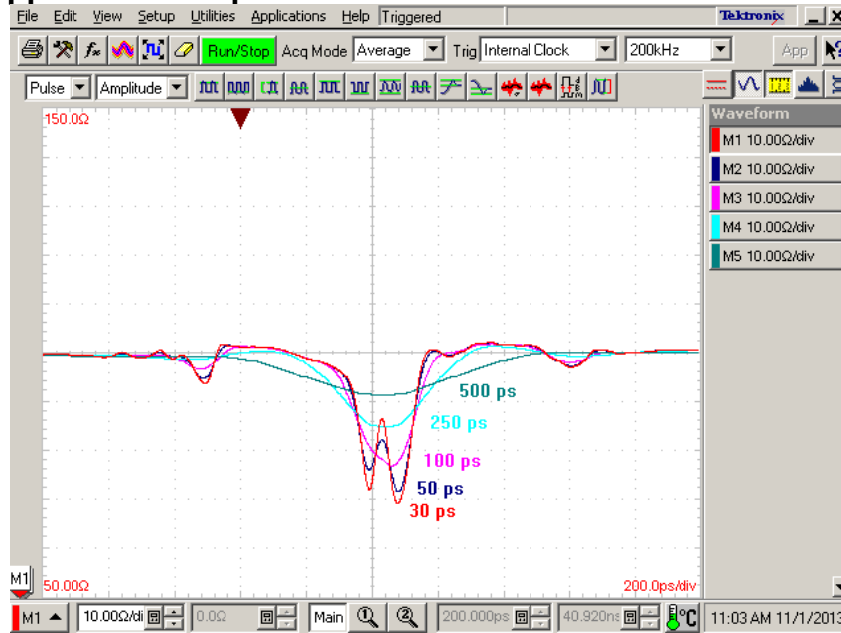 File Edit View Setup Utilities Applications Help Triggered Tektronix
Run/Stop Acq Mode Average Trig Internal Clock 200kHz App
Pulse Amplitude
150.0Ω
Waveform
M1 10.00Ω/div
M2 10.00Ω/div
M3 10.00Ω/div
M4 10.00Ω/div
M5 10.00Ω/div
500 ps
250 ps
100 ps
50 ps
30 ps
M1
50.00Ω 200.0ps/div
M1 10.00Ω/di 0.0Ω Main 200.000ps 40.920ns °C 11:03 AM 11/1/2013